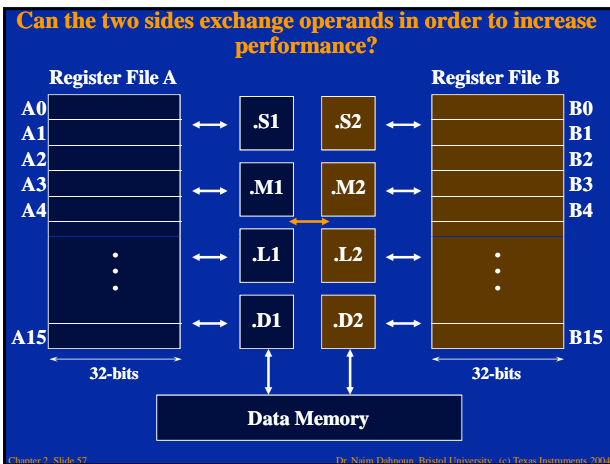 Can the two sides exchange operands in order to increase
performance?
Register File A
Register File B
A0
A1
A2
A3
A4
A15
.S1
.S2
.M1
.M2
.L1
.L2
.D1
.D2
B0
B1
B2
B3
B4
B15
32-bits
32-bits
Data Memory
Chapter 2, Slide 57
Dr. Naim Dahnoun, Bristol University, (c) Texas Instruments 2004